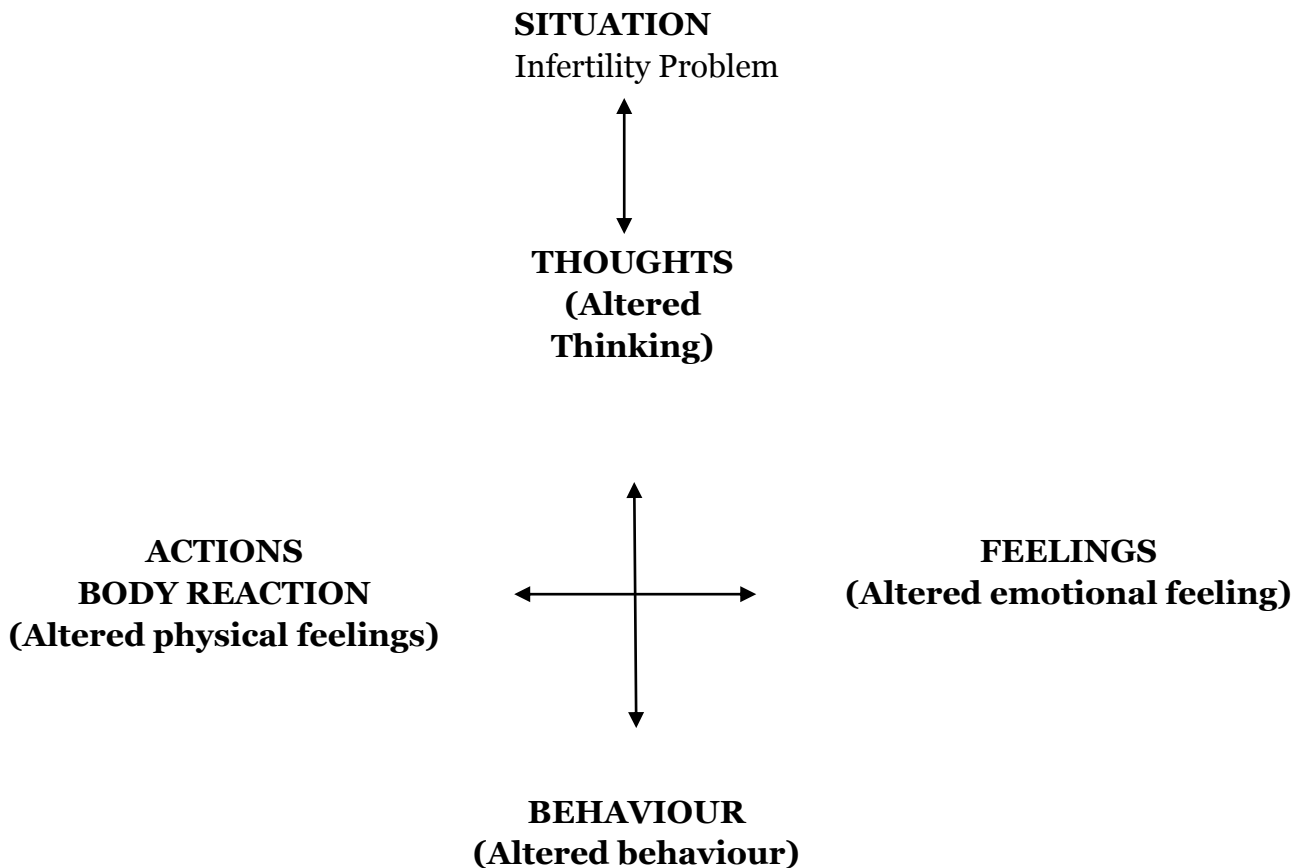 SITUATION
Infertility Problem
THOUGHTS
(Altered
Thinking)
ACTIONS
BODY REACTION
(Altered physical feelings)
FEELINGS
(Altered emotional feeling)
BEHAVIOUR
(Altered behaviour)